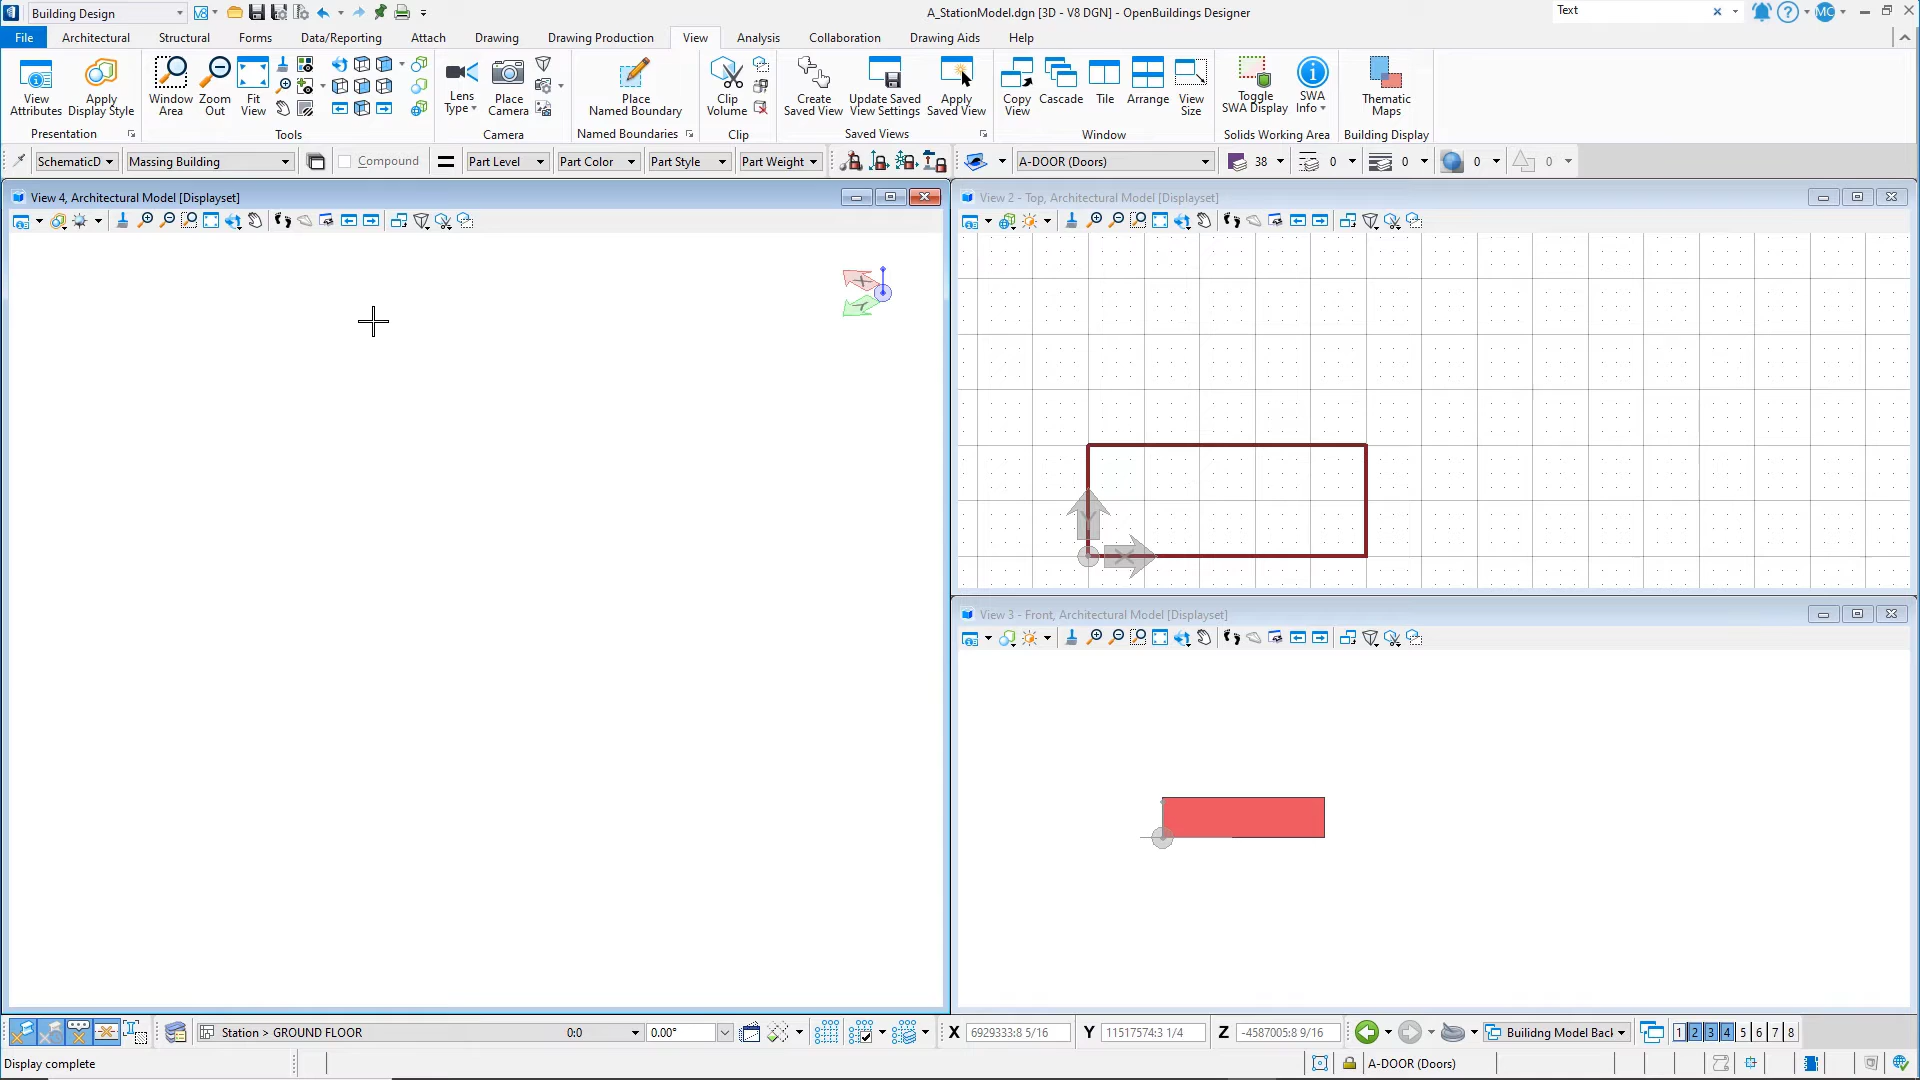 Building Design
A_StationModel.dgn [3D - V8 DGN] - OpenBuildings Designer
Text
MC
File
Architectural
Structural
Forms
Data/Reporting
Attach
Drawing
Drawing Production
View
Analysis
Collaboration
Drawing Aids
Help
View Attributes
Apply Display Style
Window Area
Zoom Out
Fit View
Lens Type
Place Camera
Place Named Boundary
Clip Volume
Create Saved View
Update Saved View Settings
Apply Saved View
Copy View
Cascade
Tile
Arrange
View Size
Toggle SWA Display
SWA Info
Thematic Maps
Presentation
Tools
Camera
Named Boundaries
Clip
Saved Views
Window
Solids Working Area
Building Display
SchematicD
Massing Building
Compound
Part Level
Part Color
Part Style
Part Weight
A-DOOR (Doors)
38
0
0
0
0
View 4, Architectural Model [Displayset]
X
Y
View 2 - Top, Architectural Model [Displayset]
Y
X
View 3 - Front, Architectural Model [Displayset]
Station > GROUND FLOOR
0:0
0.00°
X
6929333:8 5/16
Y
11517574:3 1/4
Z
-4587005:8 9/16
Builidng Model Back
1 2 3 4 5 6 7 8
Display complete
A-DOOR (Doors)